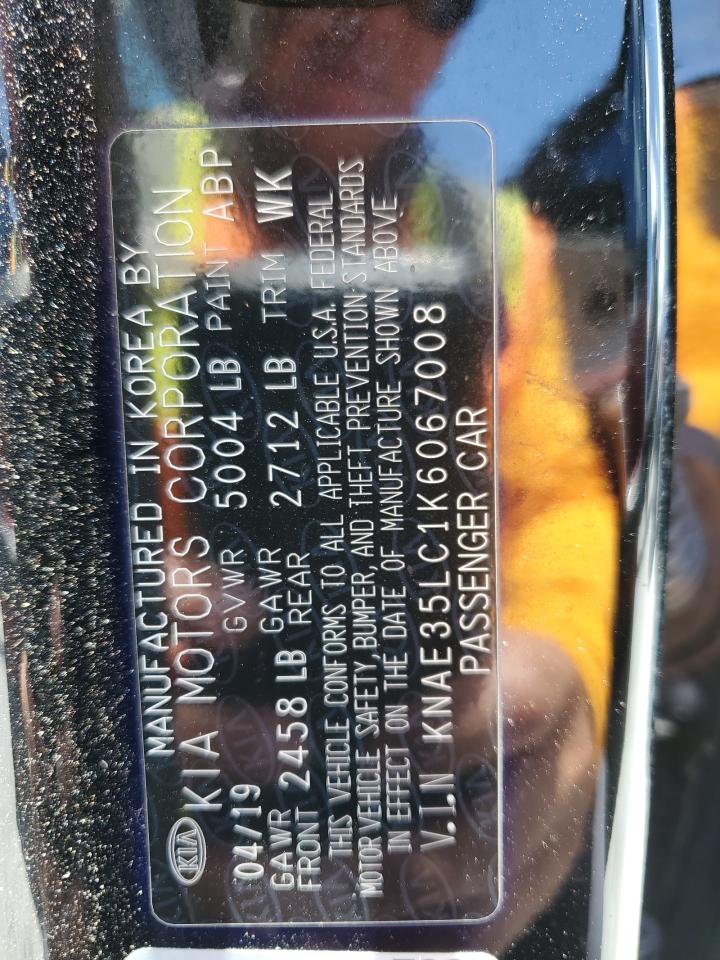 MANUFACTURED IN KOREA BY
KIA KIA MOTORS CORPORATION
04/19 GVWR 5004 LB PAINT ABP
GAWR FRONT 2458 LB GAWR REAR 2712 LB TRIM WK
THIS VEHICLE CONFORMS TO ALL APPLICABLE U.S.A. FEDERAL
MOTOR VEHICLE SAFETY, BUMPER, AND THEFT PREVENTION STANDARDS
IN EFFECT ON THE DATE OF MANUFACTURE SHOWN ABOVE
V.I.N KNAE35LC1K6067008
PASSENGER CAR